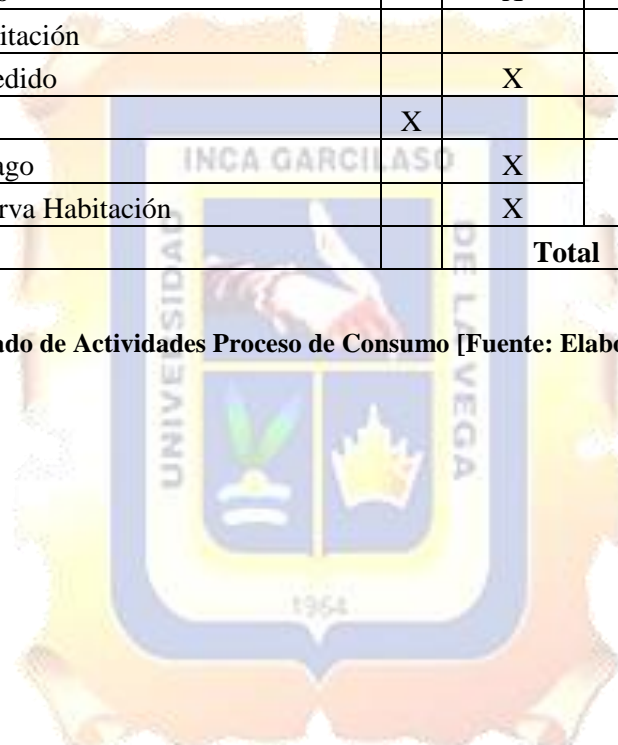 itación
edido X
X
ago X
rva Habitación X
Total
ado de Actividades Proceso de Consumo [Fuente: Elabo
INCA GARCILASO
UNIVERSIDAD
DE LA VEGA
1964